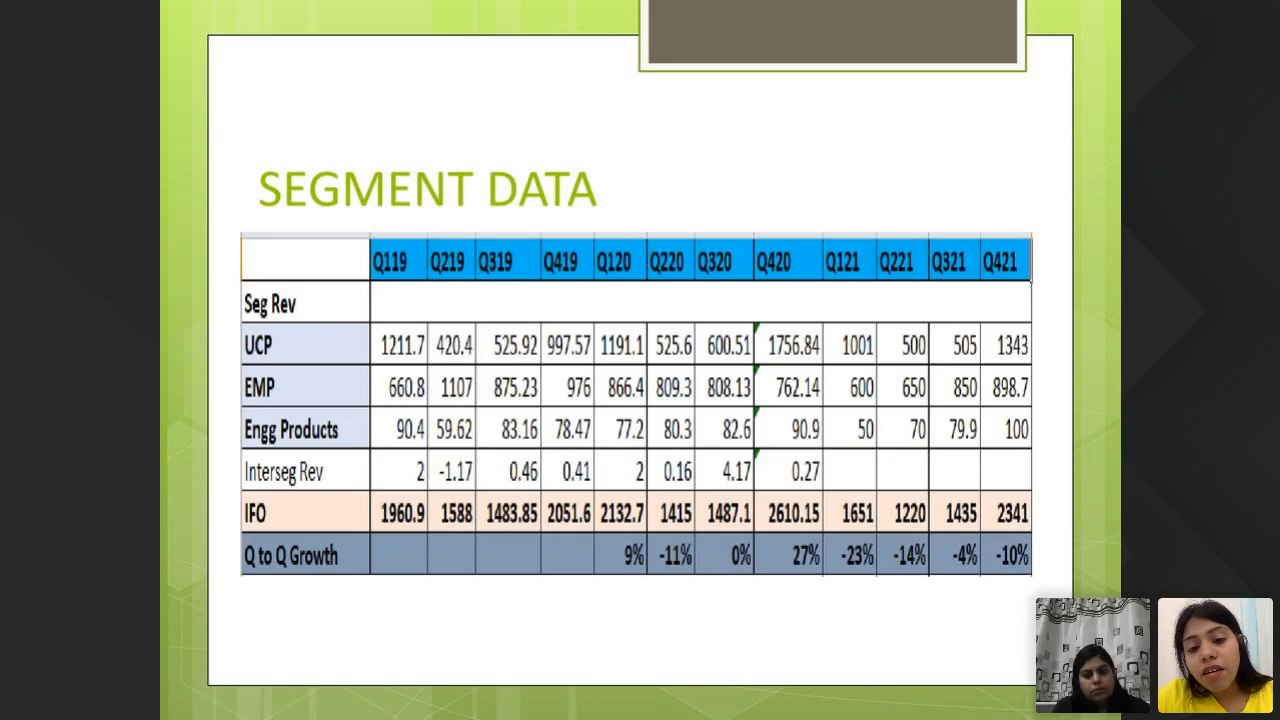 SEGMENT DATA
Q119 Q219 Q319 Q419 Q120 Q220 Q320 Q420 Q121 Q221 Q321 Q421
Seg Rev
UCP 1211.7 420.4 525.92 997.57 1191.1 525.6 600.51 1756.84 1001 500 505 1343
EMP 660.8 1107 875.23 976 866.4 809.3 808.13 762.14 600 650 850 898.7
Engg Products 90.4 59.62 83.16 78.47 77.2 80.3 82.6 90.9 50 70 79.9 100
Interseg Rev 2 -1.17 0.46 0.41 2 0.16 4.17 0.27
IFO 1960.9 1588 1483.85 2051.6 2132.7 1415 1487.1 2610.15 1651 1220 1435 2341
Q to Q Growth 9% -11% 0% 27% -23% -14% -4% -10%